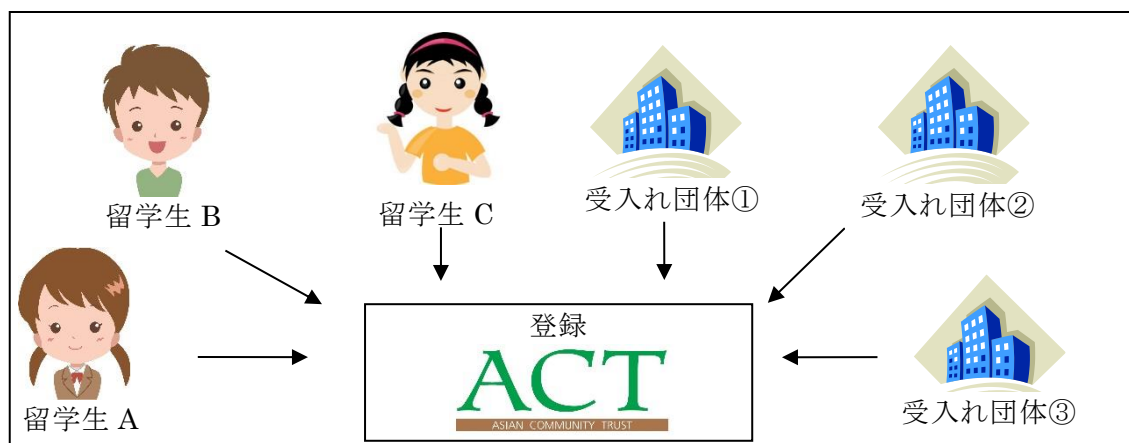 留学生 B
留学生 C
受入れ団体①
受入れ団体②
留学生 A
登録
ACT
ASIAN COMMUNITY TRUST
受入れ団体③